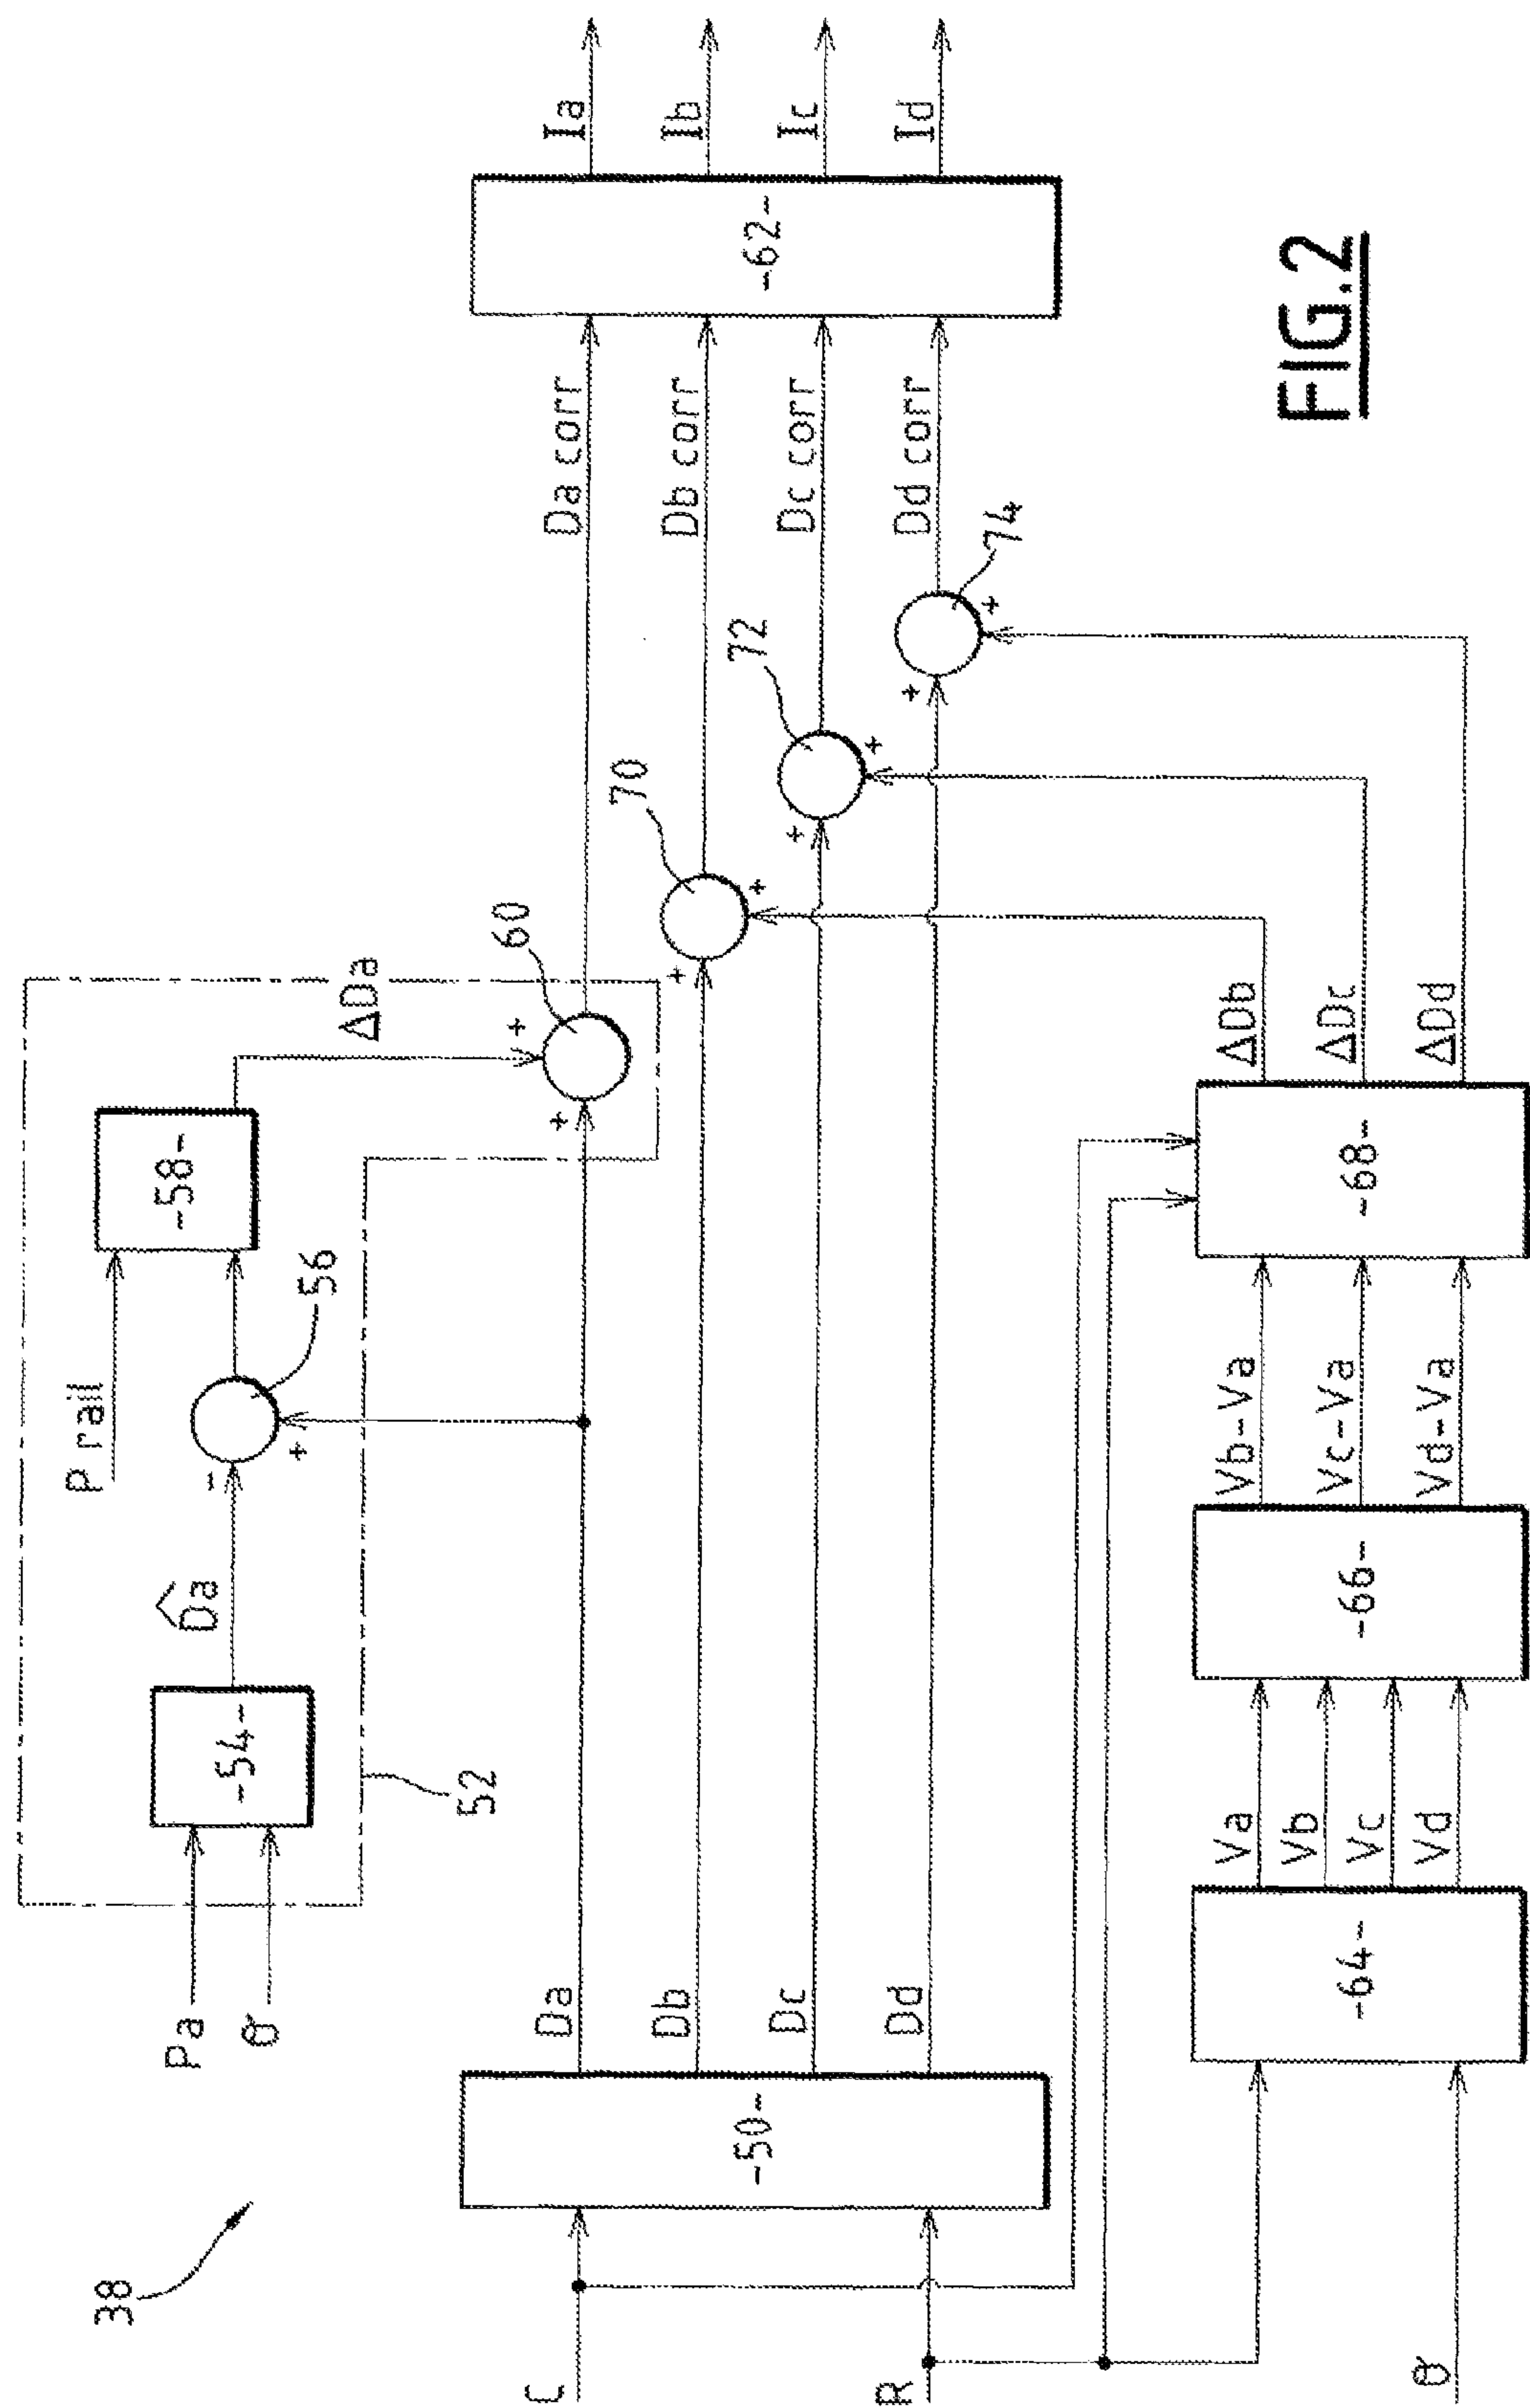 38
Pa
θ
-54-
D̂a
P rail
56
-58-
ΔDa
52
60
C
R
-50-
Da
Db
Dc
Dd
70
72
74
Da corr
Db corr
Dc corr
Dd corr
-62-
Ia
Ib
Ic
Id
θ
-64-
Va
Vb
Vc
Vd
-66-
Vb-Va
Vc-Va
Vd-Va
-68-
ΔDb
ΔDc
ΔDd
+
-
+
+
+
+
+
+
+
+
FIG.2